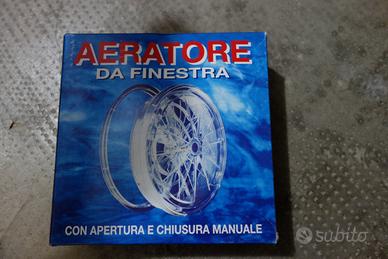 AERATORE
DA FINESTRA
CON APERTURA E CHIUSURA MANUALE
subito